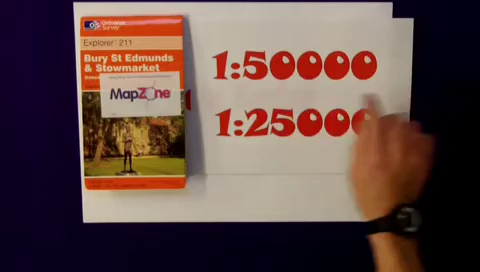 Ordnance
Survey
Explorer 211
Bury St Edmunds
& Stowmarket
MapZone
1:50000
1:25000